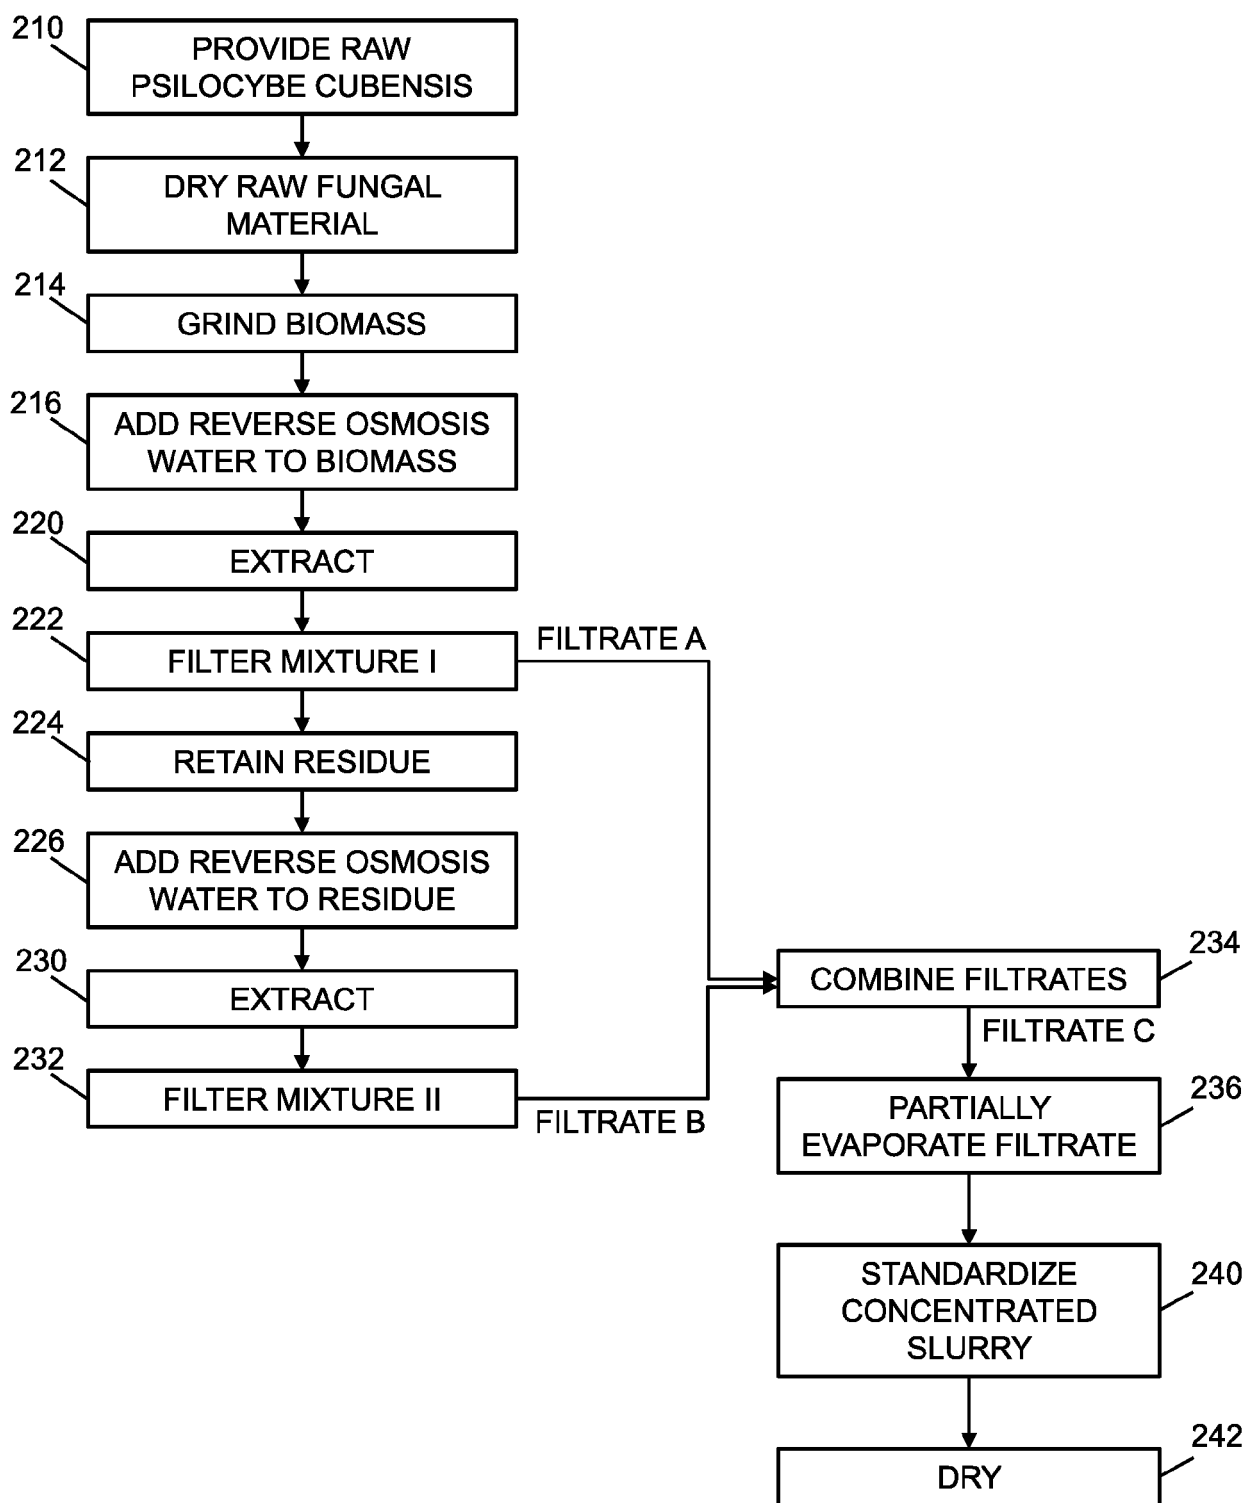 210
PROVIDE RAW
PSILOCYBE CUBENSIS
212
DRY RAW FUNGAL
MATERIAL
214
GRIND BIOMASS
216
ADD REVERSE OSMOSIS
WATER TO BIOMASS
220
EXTRACT
222
FILTER MIXTURE I
FILTRATE A
224
RETAIN RESIDUE
226
ADD REVERSE OSMOSIS
WATER TO RESIDUE
230
EXTRACT
232
FILTER MIXTURE II
FILTRATE B
234
COMBINE FILTRATES
FILTRATE C
236
PARTIALLY
EVAPORATE FILTRATE
240
STANDARDIZE
CONCENTRATED
SLURRY
242
DRY